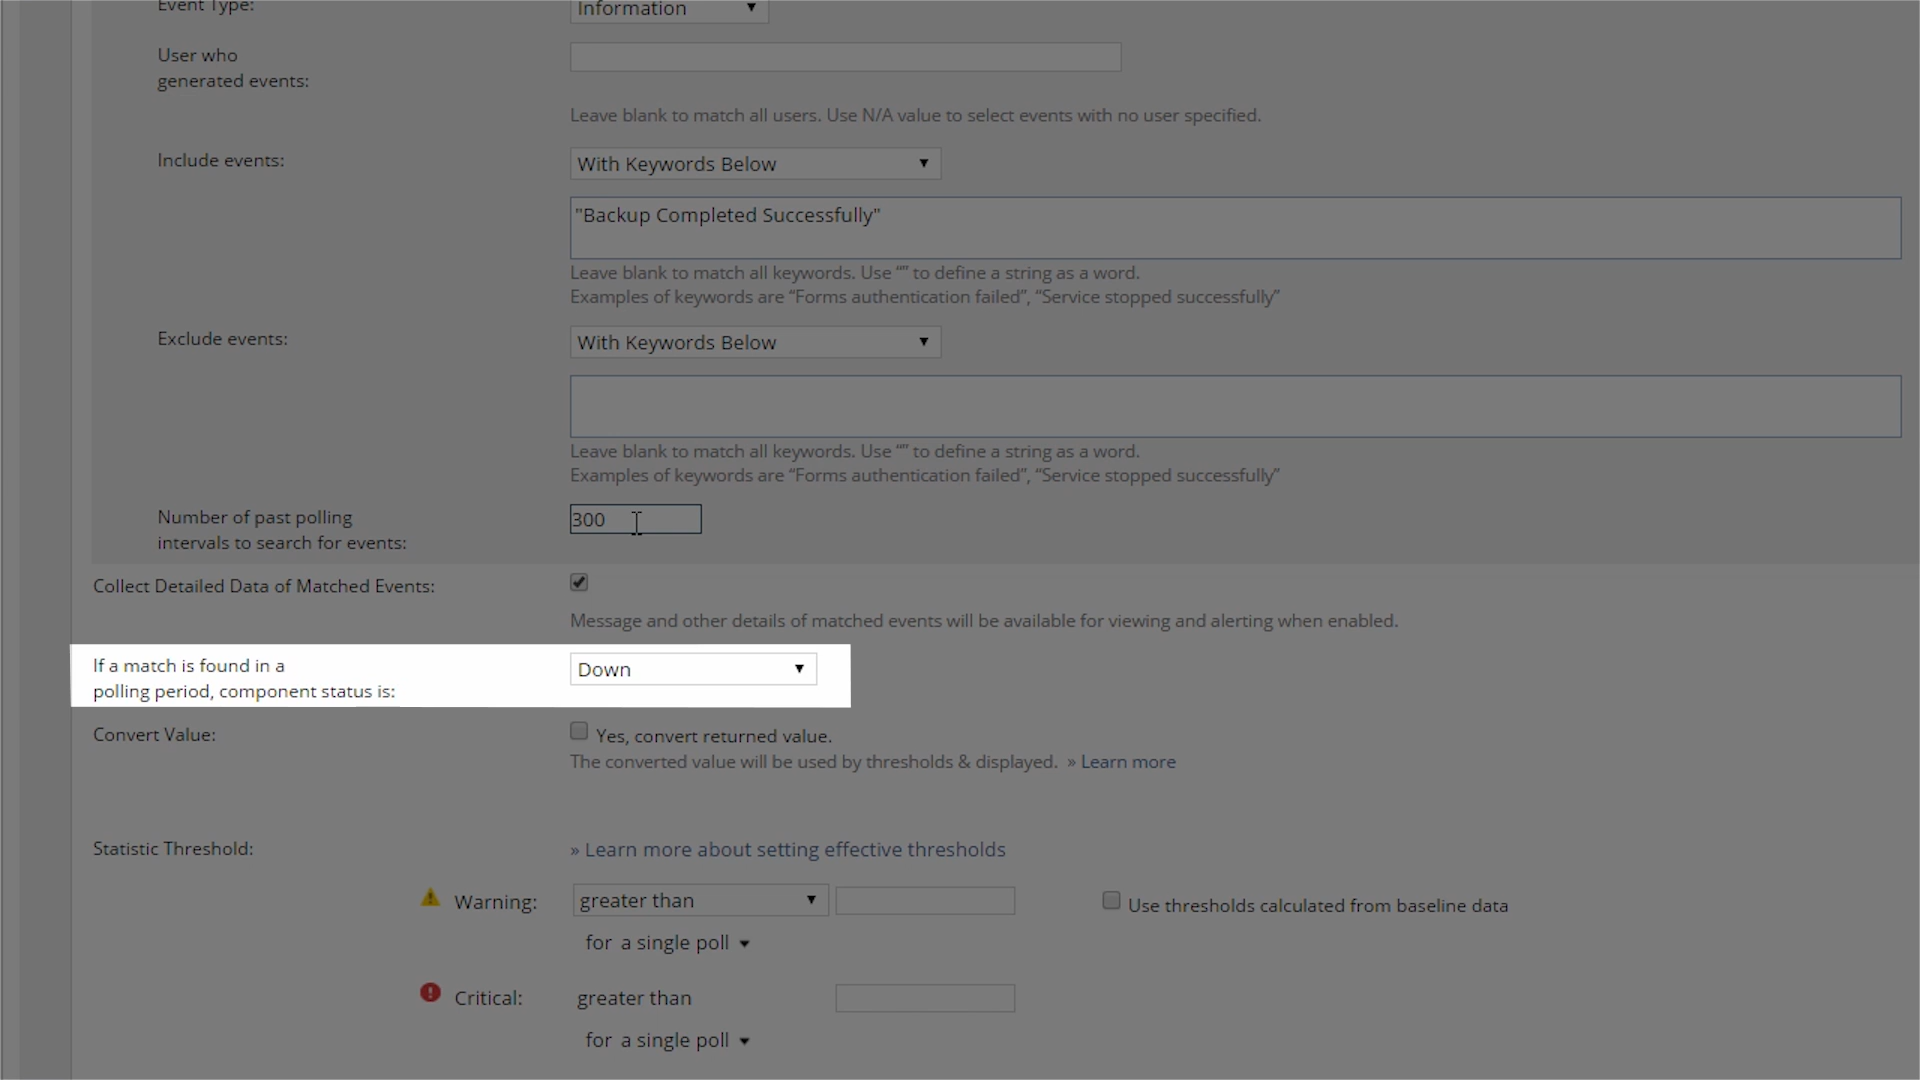 Event Type:
Information
User who
generated events:
Leave blank to match all users. Use N/A value to select events with no user specified.
Include events:
With Keywords Below
"Backup Completed Successfully"
Leave blank to match all keywords. Use “” to define a string as a word.
Examples of keywords are “Forms authentication failed”, “Service stopped successfully”
Exclude events:
With Keywords Below
Leave blank to match all keywords. Use “” to define a string as a word.
Examples of keywords are “Forms authentication failed”, “Service stopped successfully”
Number of past polling
intervals to search for events:
300
Collect Detailed Data of Matched Events:
Message and other details of matched events will be available for viewing and alerting when enabled.
If a match is found in a
polling period, component status is:
Down
Convert Value:
Yes, convert returned value.
The converted value will be used by thresholds & displayed. » Learn more
Statistic Threshold:
» Learn more about setting effective thresholds
Warning: greater than
Use thresholds calculated from baseline data
for a single poll
Critical: greater than
for a single poll